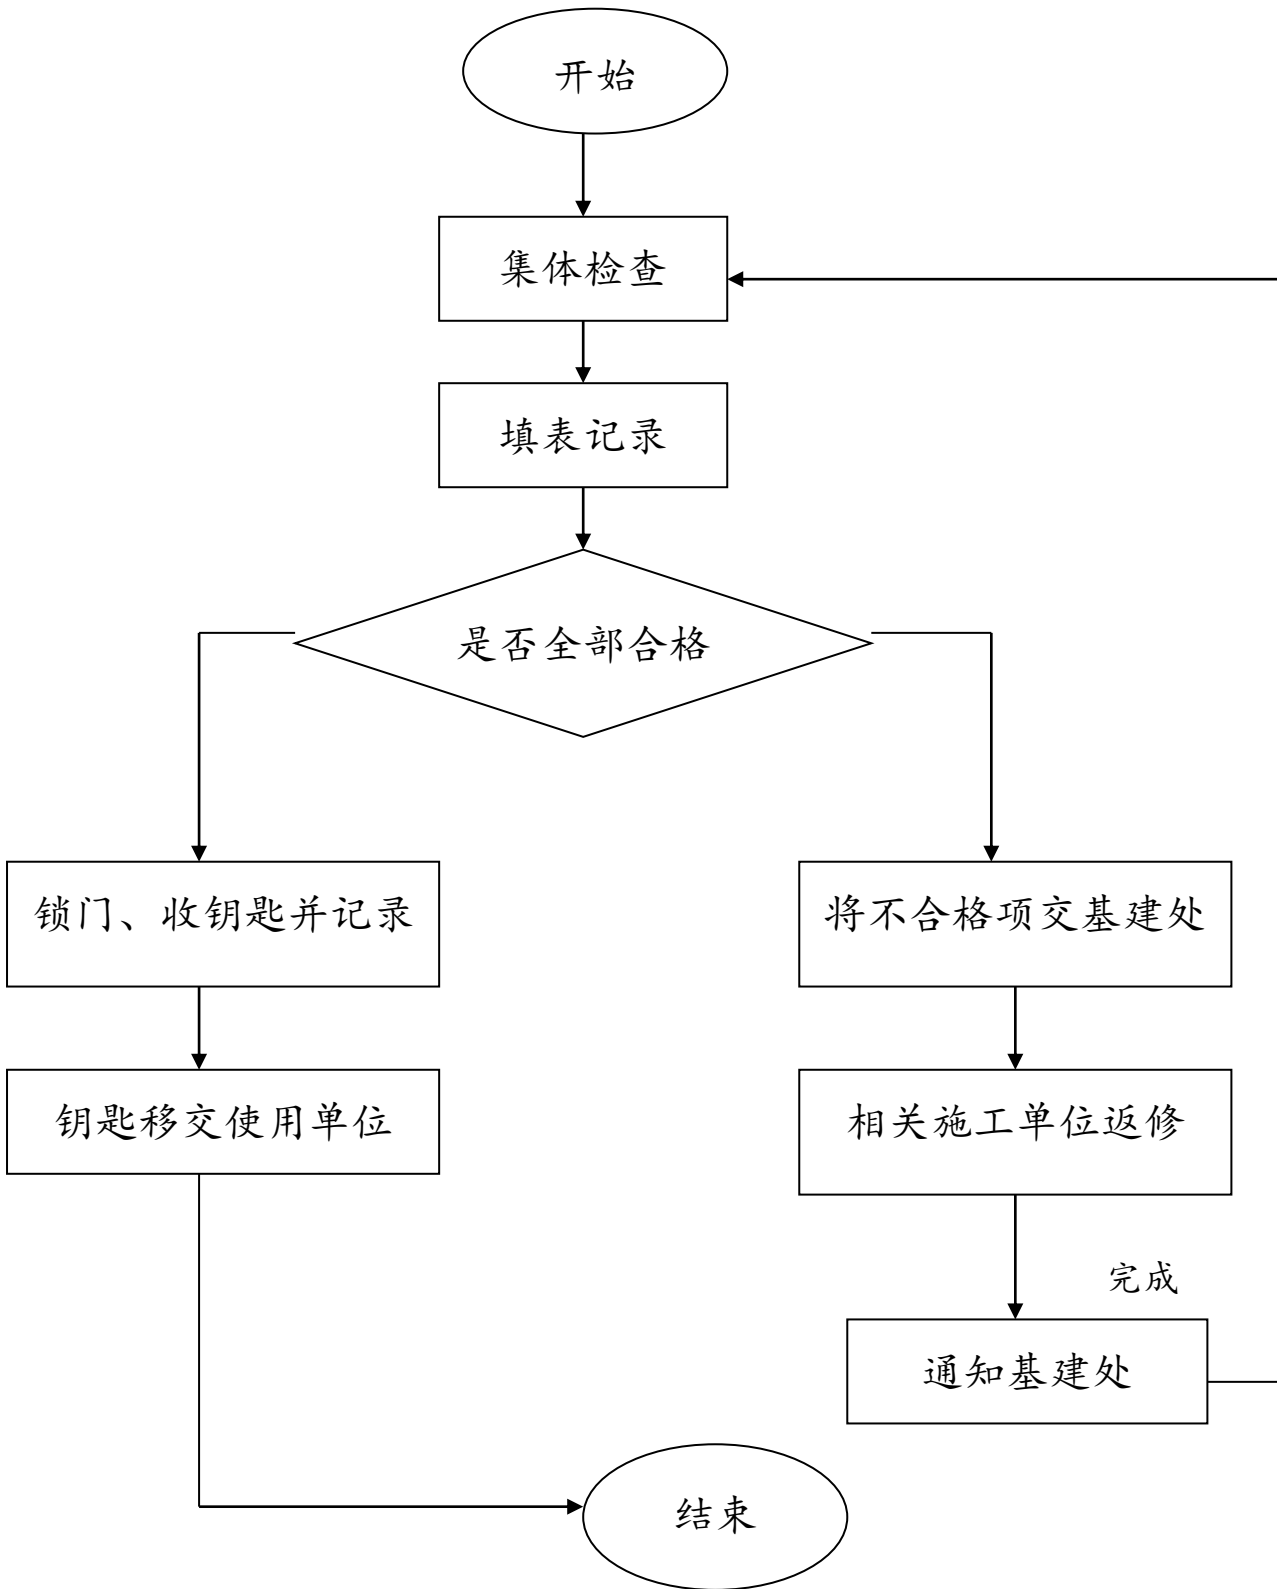 开始
集体检查
填表记录
是否全部合格
锁门、收钥匙并记录
将不合格项交基建处
钥匙移交使用单位
相关施工单位返修
完成
通知基建处
结束